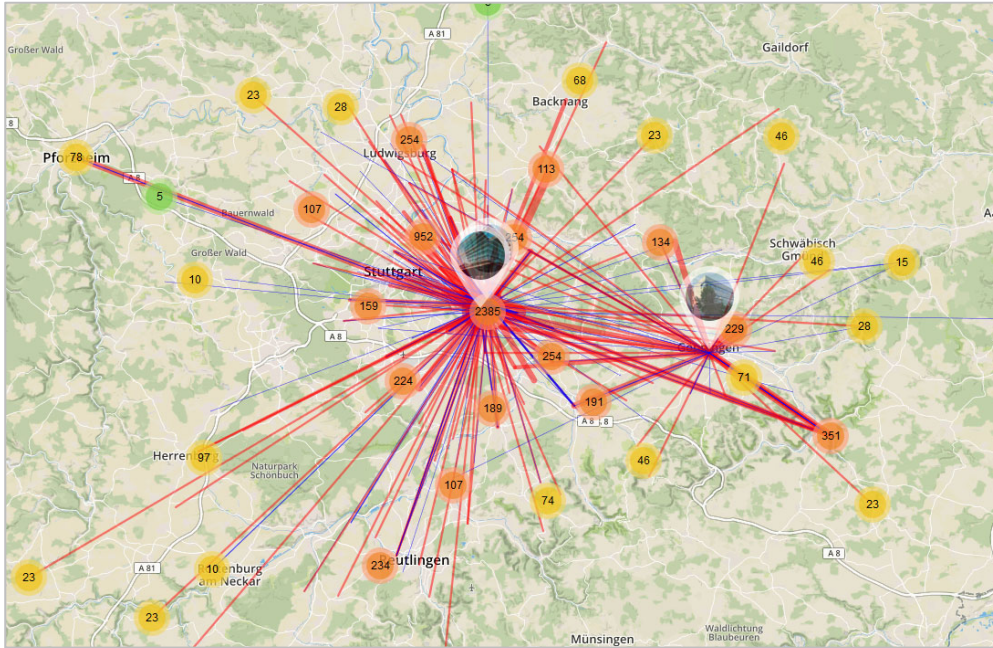 A 81
Gaildorf
Großer Wald
68
23
28
Backnang
8
23
46
254
Ludwigsburg
78
A 8
113
5
Bauernwald
107
952
134
Schwäbisch
Großer Wald
46
15
Stuttgart
10
159
2385
229
28
A 8
254
71
224
191
189
A 8
8
351
97
46
Naturpark
Schönbuch
107
74
23
23
A 81
10
234
Reutlingen
A 8
am Neckar
23
Münsingen
Waldlichtung
Blaubeuren